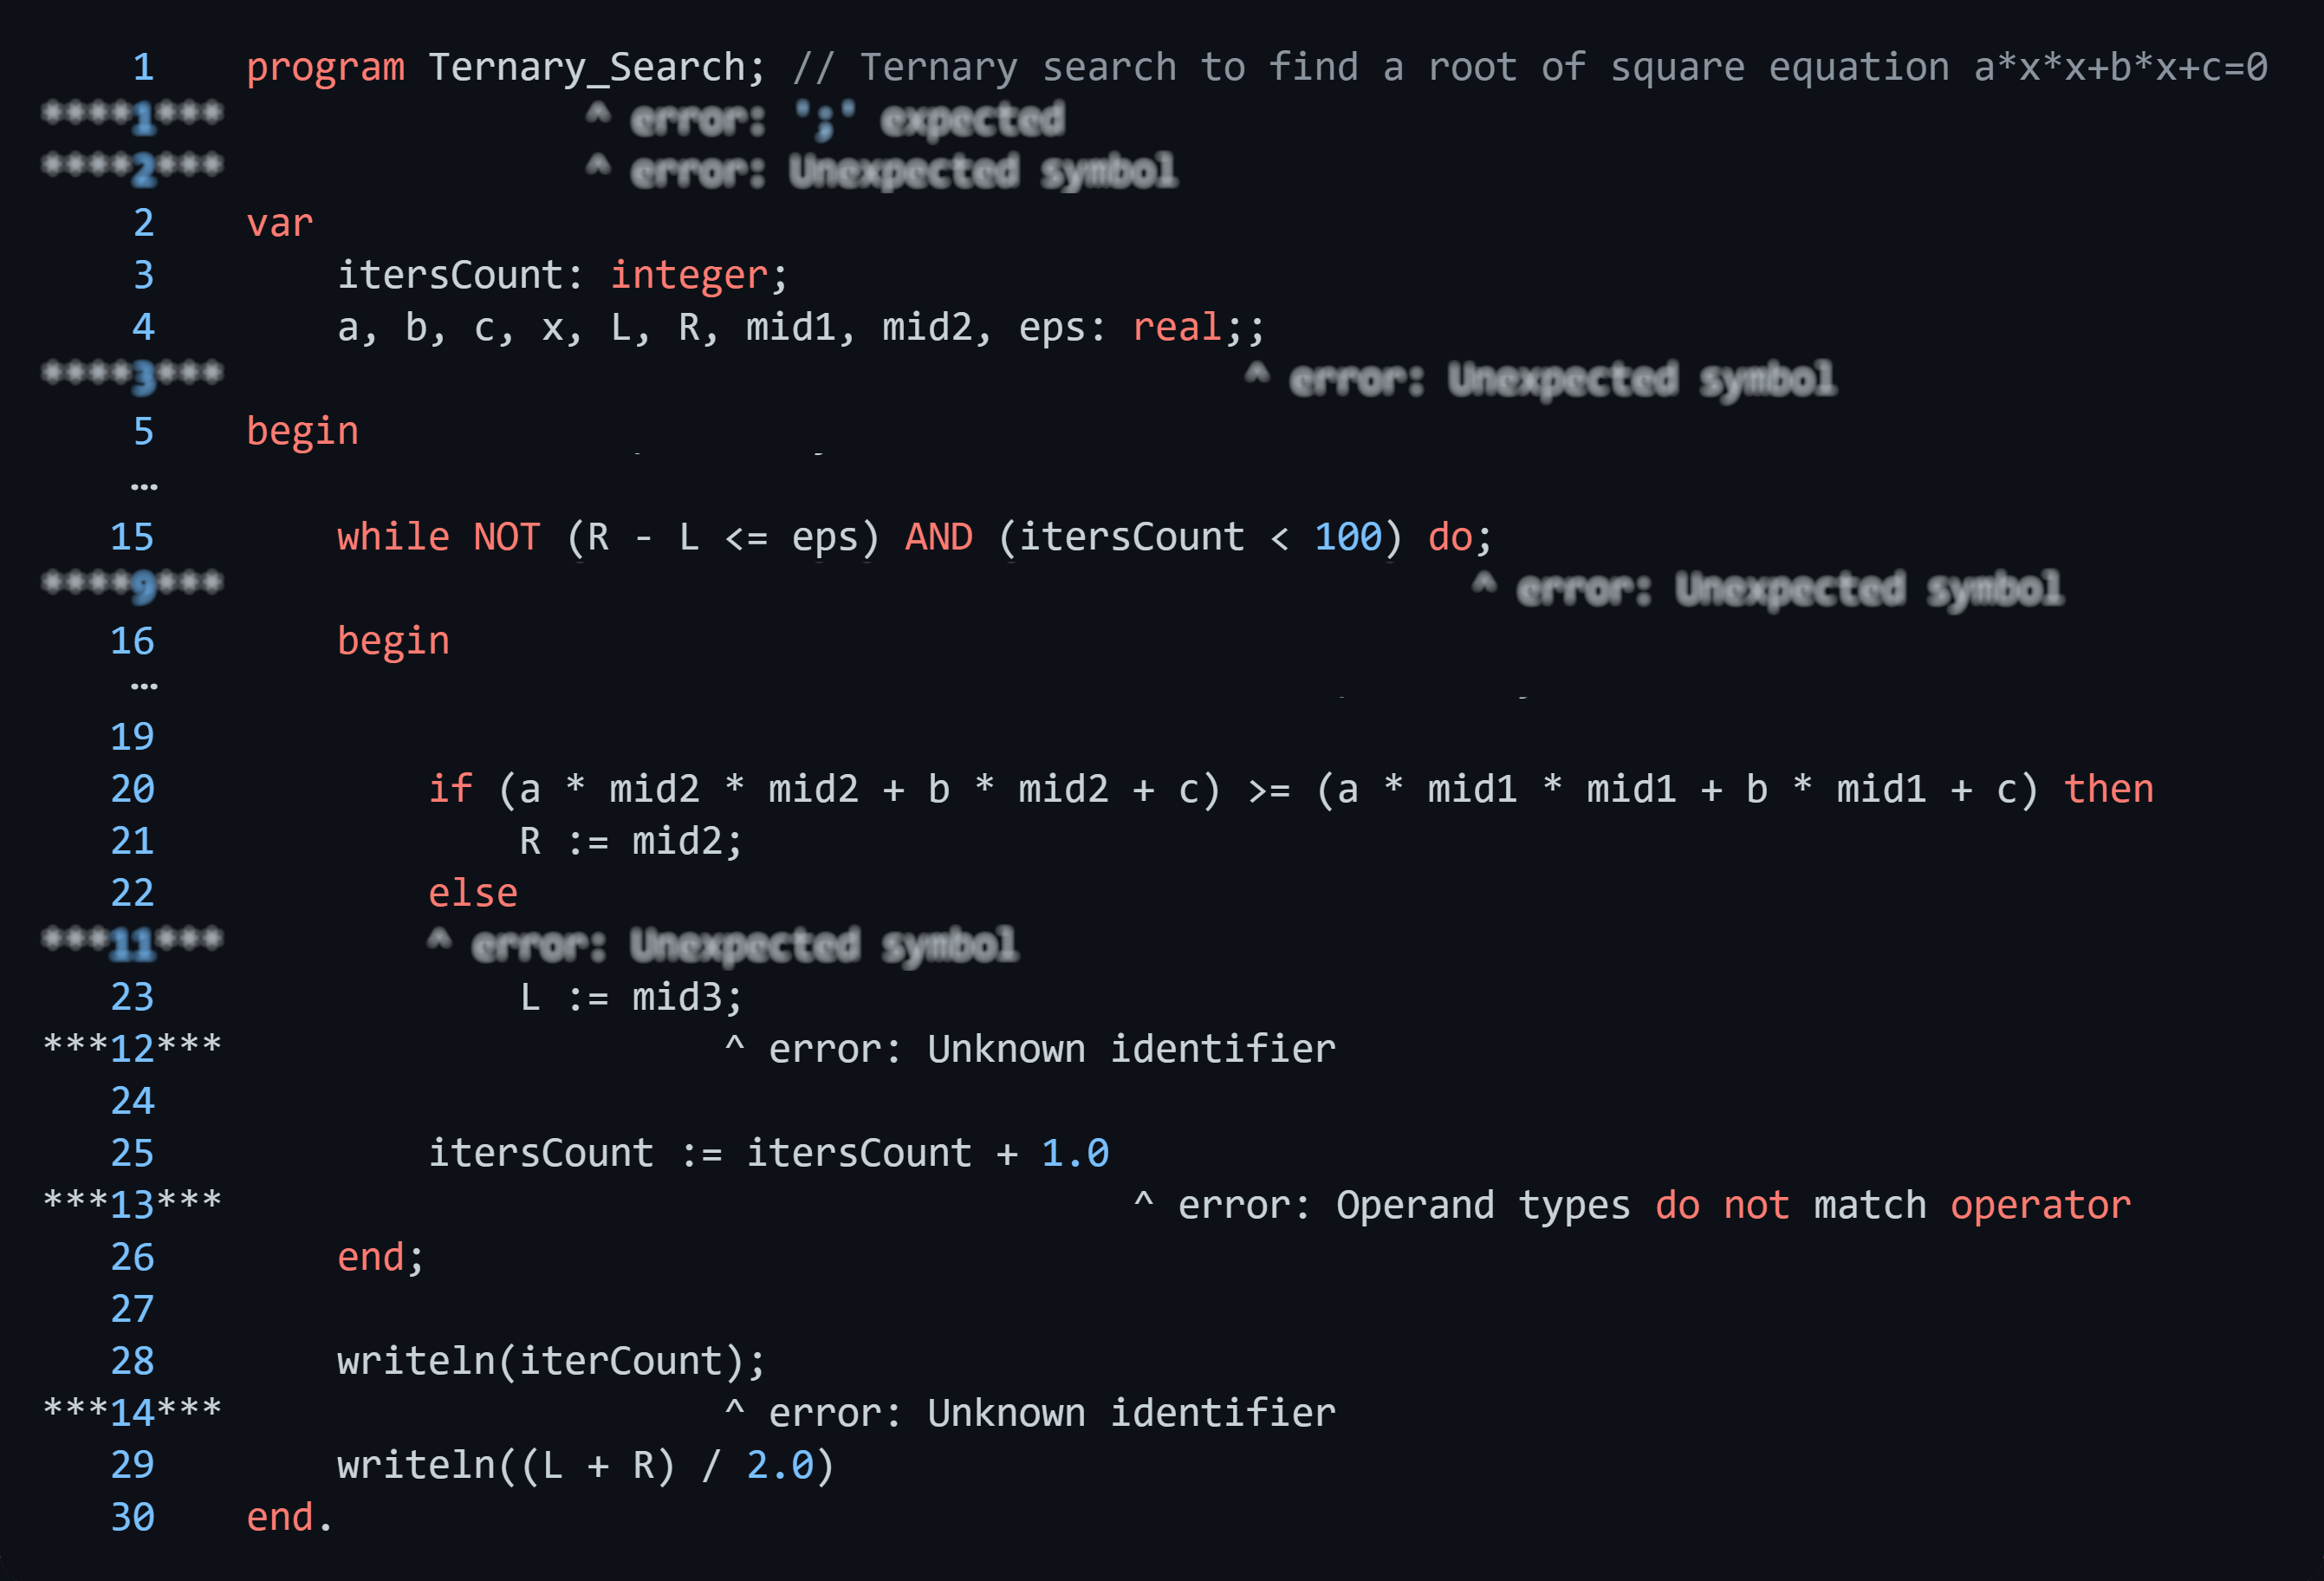 1 program Ternary_Search; // Ternary search to find a root of square equation a*x*x+b*x+c=0
****1*** ^ error: ';' expected
****2*** ^ error: Unexpected symbol
2 var
3 itersCount: integer;
4 a, b, c, x, L, R, mid1, mid2, eps: real;;
****3*** ^ error: Unexpected symbol
5 begin
…
15 while NOT (R - L <= eps) AND (itersCount < 100) do;
****9*** ^ error: Unexpected symbol
16 begin
…
19
20 if (a * mid2 * mid2 + b * mid2 + c) >= (a * mid1 * mid1 + b * mid1 + c) then
21 R := mid2;
22 else
***11*** ^ error: Unexpected symbol
23 L := mid3;
***12*** ^ error: Unknown identifier
24
25 itersCount := itersCount + 1.0
***13*** ^ error: Operand types do not match operator
26 end;
27
28 writeln(iterCount);
***14*** ^ error: Unknown identifier
29 writeln((L + R) / 2.0)
30 end.